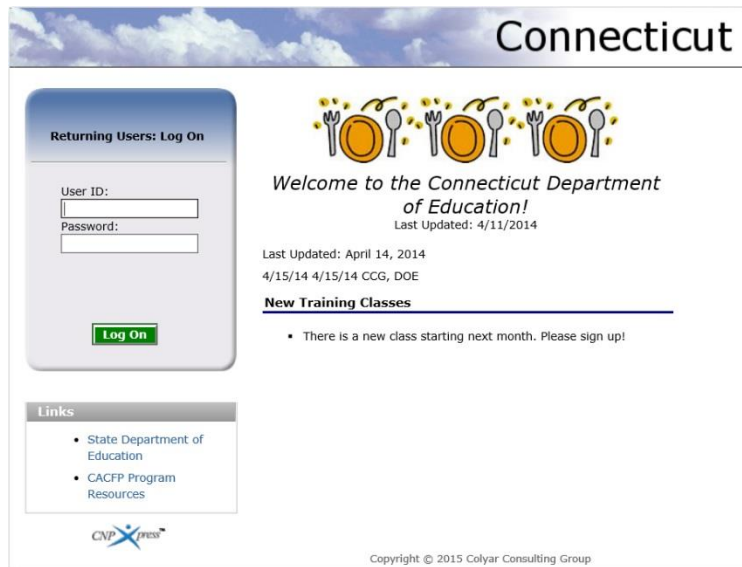 Connecticut
Returning Users: Log On
User ID:
Password:
Log On
Links
State Department of
Education
CACFP Program
Resources
CNP Xpress™
Welcome to the Connecticut Department
of Education!
Last Updated: 4/11/2014
Last Updated: April 14, 2014
4/15/14 4/15/14 CCG, DOE
New Training Classes
There is a new class starting next month. Please sign up!
Copyright © 2015 Colyar Consulting Group